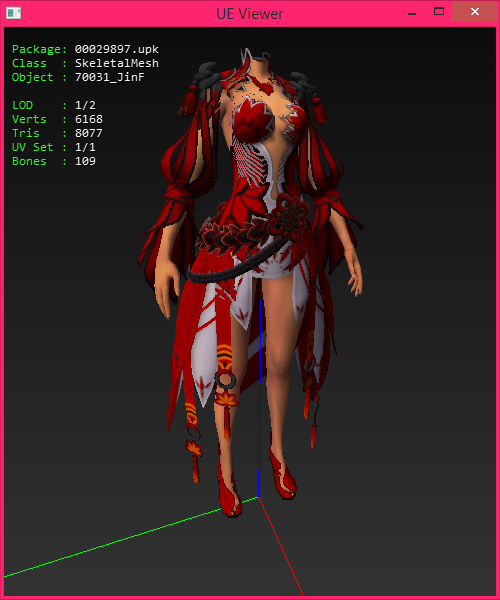 UE Viewer
Package: 00029897.upk
Class  : SkeletalMesh
Object : 70031_JinF
LOD    : 1/2
Verts  : 6168
Tris   : 8077
UV Set : 1/1
Bones  : 109